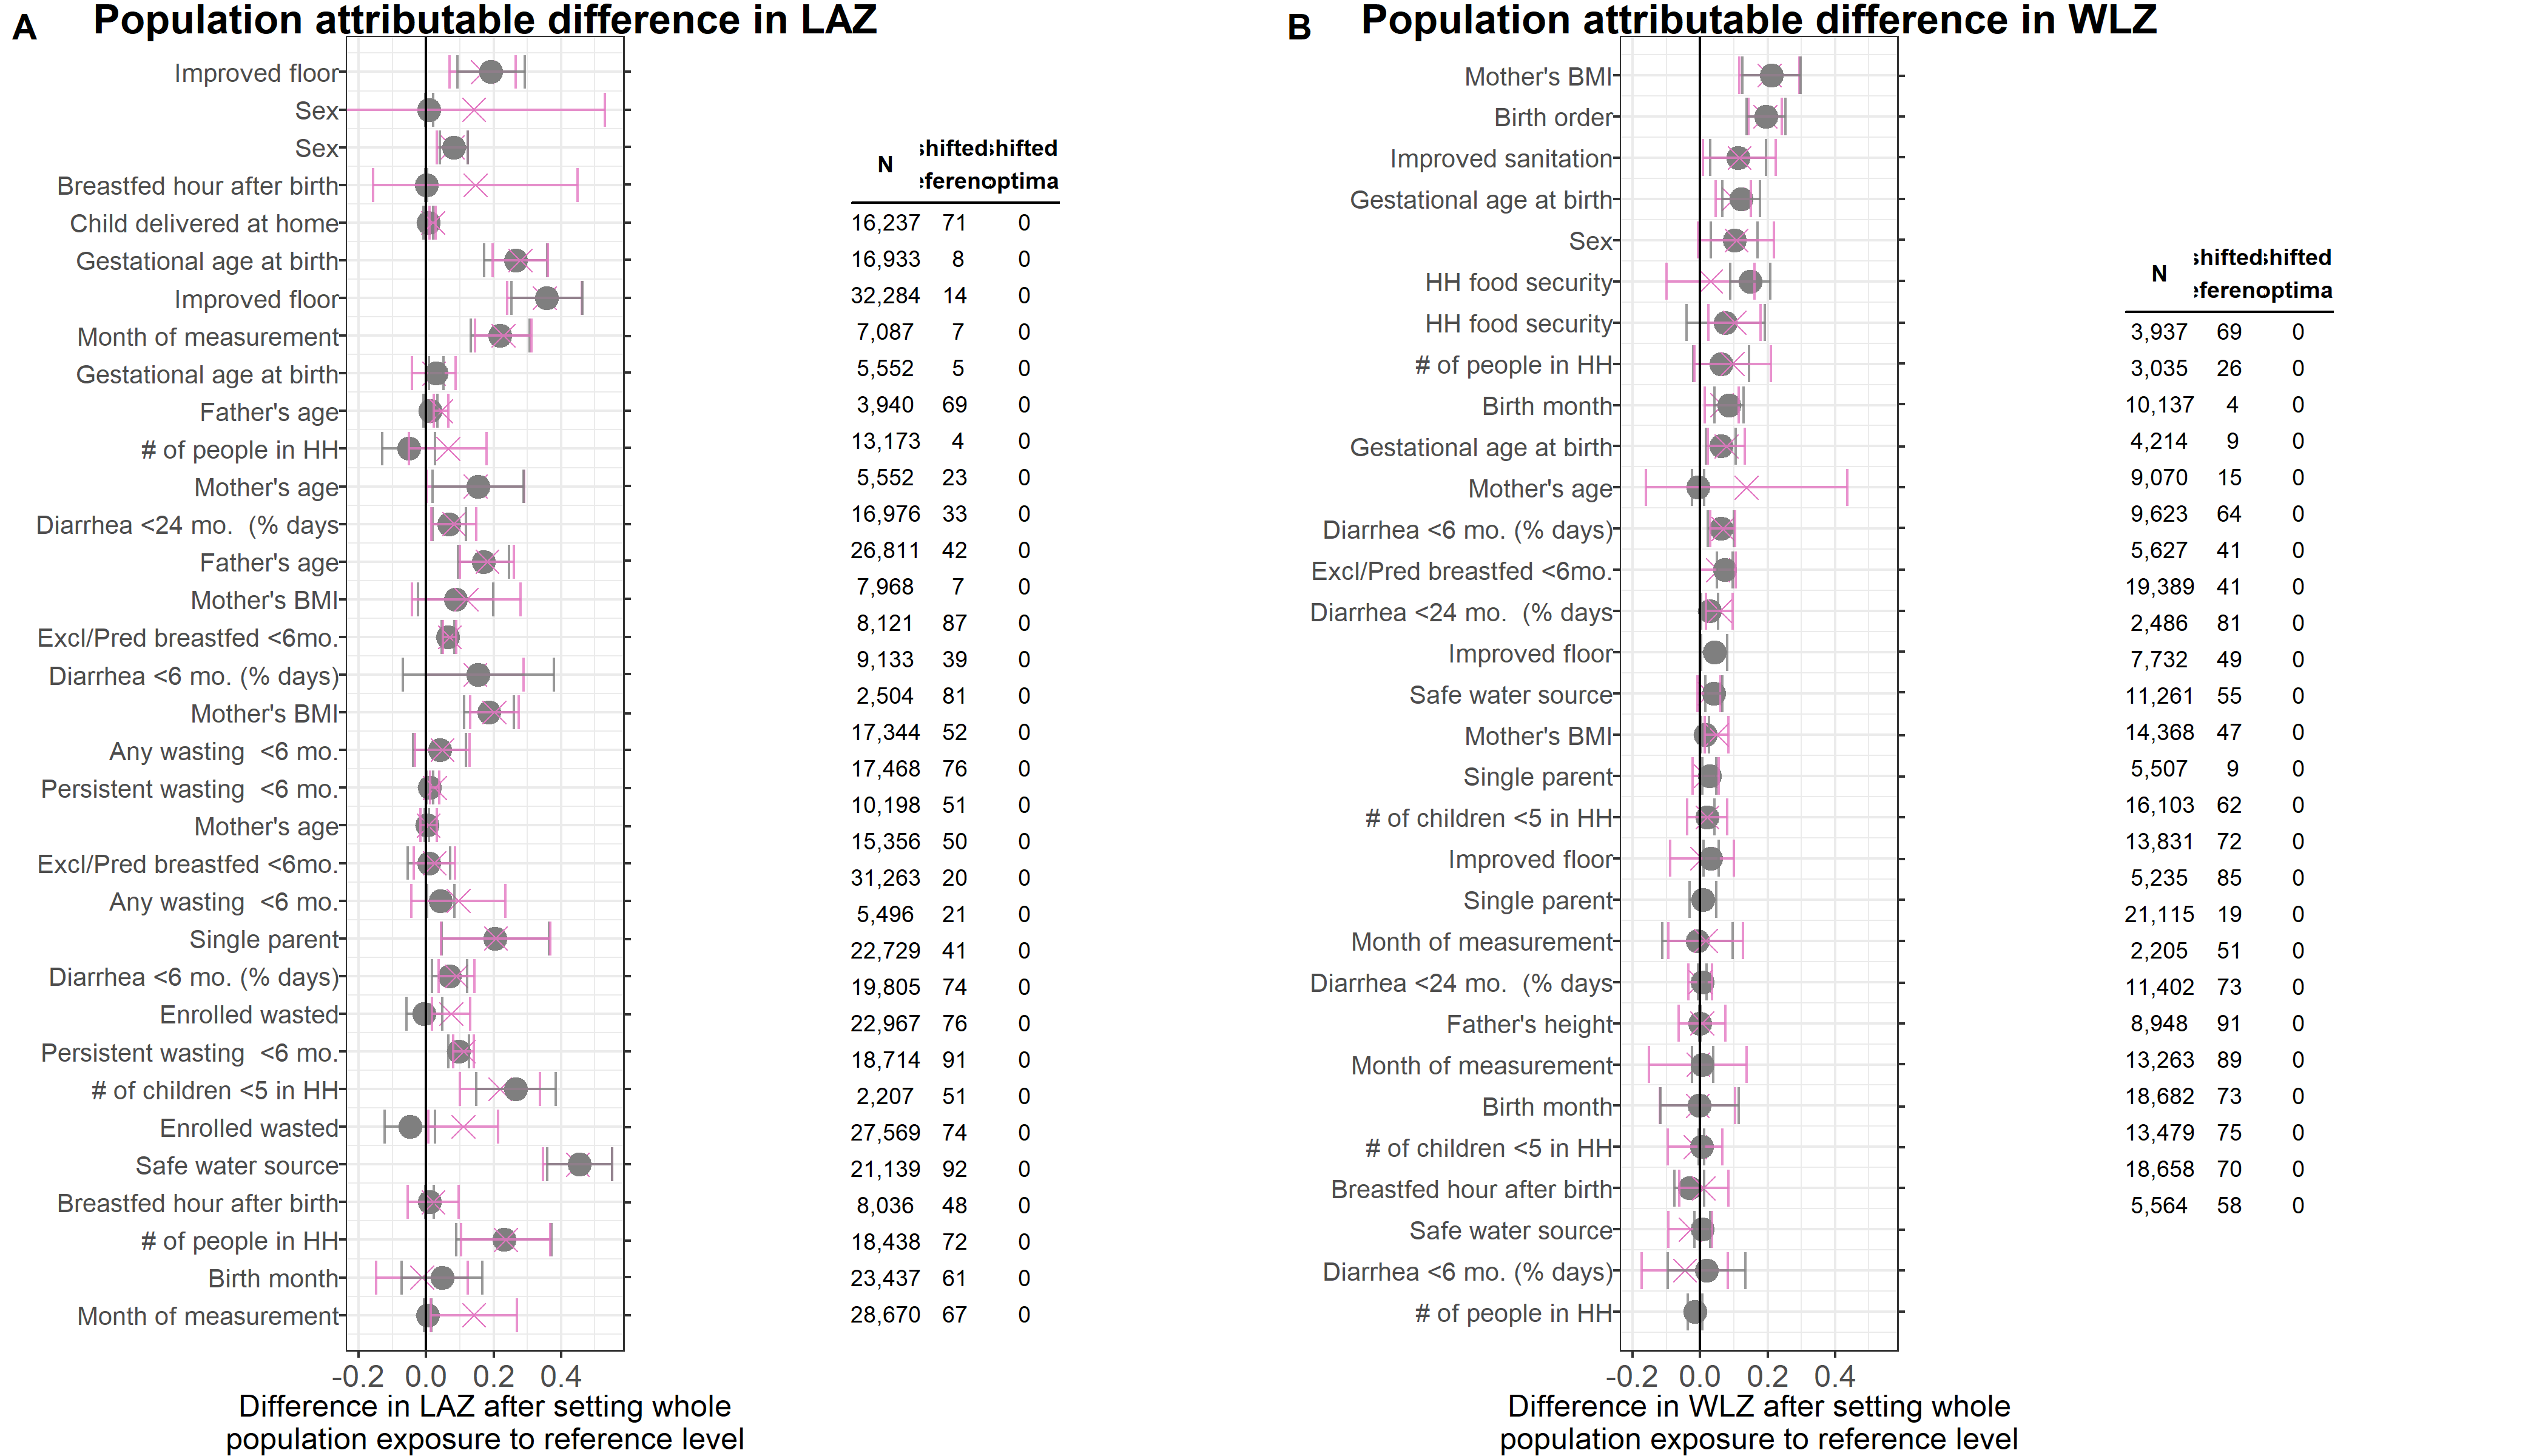 A
Population attributable difference in LAZ
Improved floor
Sex
Sex
Breastfed hour after birth
Child delivered at home
Gestational age at birth
Improved floor
Month of measurement
Gestational age at birth
Father's age
# of people in HH
Mother's age
Diarrhea <24 mo.  (% days
Father's age
Mother's BMI
Excl/Pred breastfed <6mo.
Diarrhea <6 mo. (% days)
Mother's BMI
Any wasting  <6 mo.
Persistent wasting  <6 mo.
Mother's age
Excl/Pred breastfed <6mo.
Any wasting  <6 mo.
Single parent
Diarrhea <6 mo. (% days)
Enrolled wasted
Persistent wasting  <6 mo.
# of children <5 in HH
Enrolled wasted
Safe water source
Breastfed hour after birth
# of people in HH
Birth month
Month of measurement
-0.2 0.0 0.2 0.4
Difference in LAZ after setting whole
population exposure to reference level
N shifted shifted
eferenc optima
16,237 71 0
16,933 8 0
32,284 14 0
7,087 7 0
5,552 5 0
3,940 69 0
13,173 4 0
5,552 23 0
16,976 33 0
26,811 42 0
7,968 7 0
8,121 87 0
9,133 39 0
2,504 81 0
17,344 52 0
17,468 76 0
10,198 51 0
15,356 50 0
31,263 20 0
5,496 21 0
22,729 41 0
19,805 74 0
22,967 76 0
18,714 91 0
2,207 51 0
27,569 74 0
21,139 92 0
8,036 48 0
18,438 72 0
23,437 61 0
28,670 67 0
B
Population attributable difference in WLZ
Mother's BMI
Birth order
Improved sanitation
Gestational age at birth
Sex
HH food security
HH food security
# of people in HH
Birth month
Gestational age at birth
Mother's age
Diarrhea <6 mo. (% days)
Excl/Pred breastfed <6mo.
Diarrhea <24 mo.  (% days
Improved floor
Safe water source
Mother's BMI
Single parent
# of children <5 in HH
Improved floor
Single parent
Month of measurement
Diarrhea <24 mo.  (% days
Father's height
Month of measurement
Birth month
# of children <5 in HH
Breastfed hour after birth
Safe water source
Diarrhea <6 mo. (% days)
# of people in HH
-0.2 0.0 0.2 0.4
Difference in WLZ after setting whole
population exposure to reference level
N shifted shifted
eferenc optima
3,937 69 0
3,035 26 0
10,137 4 0
4,214 9 0
9,070 15 0
9,623 64 0
5,627 41 0
19,389 41 0
2,486 81 0
7,732 49 0
11,261 55 0
14,368 47 0
5,507 9 0
16,103 62 0
13,831 72 0
5,235 85 0
21,115 19 0
2,205 51 0
11,402 73 0
8,948 91 0
13,263 89 0
18,682 73 0
13,479 75 0
18,658 70 0
5,564 58 0